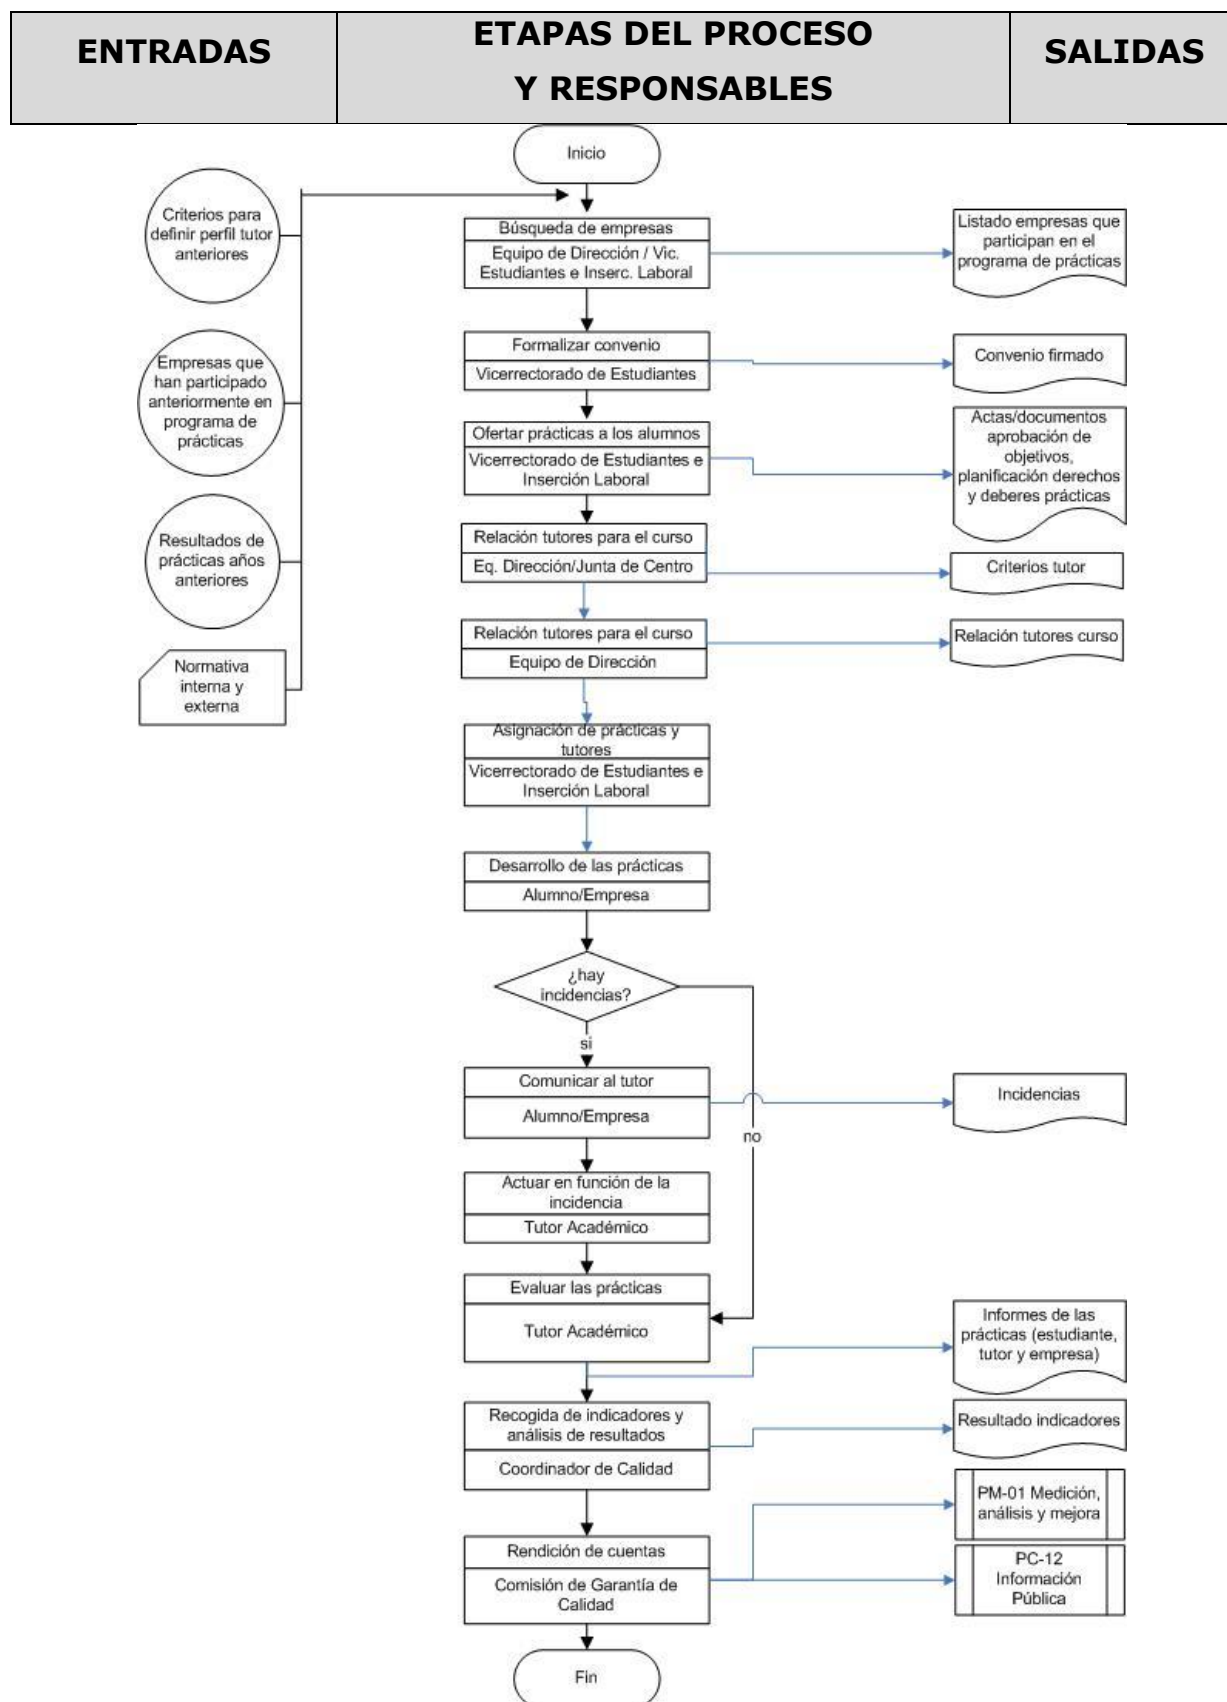 ENTRADAS
ETAPAS DEL PROCESO
Y RESPONSABLES
SALIDAS
Inicio
Criterios para
definir perfil tutor
anteriores
Empresas que
han participado
anteriormente en
programa de
prácticas
Resultados de
prácticas años
anteriores
Normativa
interna y
externa
Búsqueda de empresas
Equipo de Dirección / Vic.
Estudiantes e Inserc. Laboral
Listado empresas que
participan en el
programa de prácticas
Formalizar convenio
Vicerrectorado de Estudiantes
Convenio firmado
Ofertar prácticas a los alumnos
Vicerrectorado de Estudiantes e
Inserción Laboral
Actas/documentos
aprobación de
objetivos,
planificación derechos
y deberes prácticas
Relación tutores para el curso
Eq. Dirección/Junta de Centro
Criterios tutor
Relación tutores para el curso
Equipo de Dirección
Relación tutores curso
Asignación de prácticas y
tutores
Vicerrectorado de Estudiantes e
Inserción Laboral
Desarrollo de las prácticas
Alumno/Empresa
¿hay
incidencias?
si
no
Comunicar al tutor
Alumno/Empresa
Incidencias
Actuar en función de la
incidencia
Tutor Académico
Evaluar las prácticas
Tutor Académico
Informes de las
prácticas (estudiante,
tutor y empresa)
Recogida de indicadores y
análisis de resultados
Coordinador de Calidad
Resultado indicadores
Rendición de cuentas
Comisión de Garantía de
Calidad
PM-01 Medición,
análisis y mejora
PC-12
Información
Pública
Fin